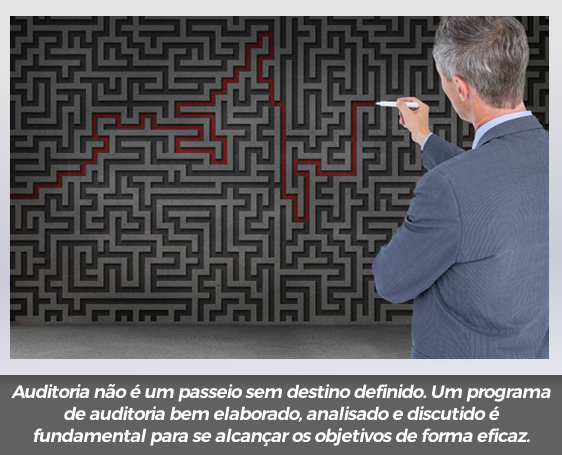 Auditoria não é um passeio sem destino definido. Um programa
de auditoria bem elaborado, analisado e discutido é
fundamental para se alcançar os objetivos de forma eficaz.